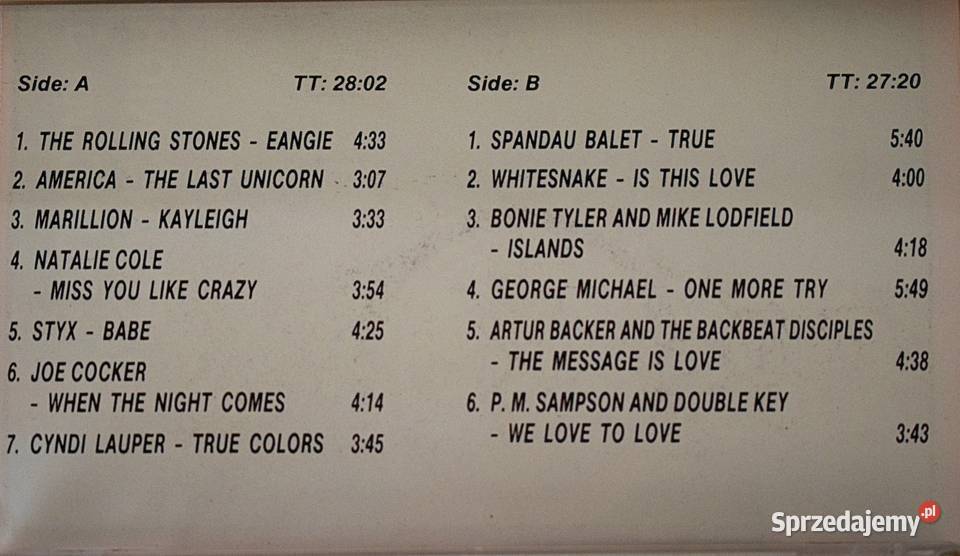 Side: A TT: 28:02
1. THE ROLLING STONES - EANGIE 4:33
2. AMERICA - THE LAST UNICORN 3:07
3. MARILLION - KAYLEIGH 3:33
4. NATALIE COLE
- MISS YOU LIKE CRAZY 3:54
5. STYX - BABE 4:25
6. JOE COCKER
- WHEN THE NIGHT COMES 4:14
7. CYNDI LAUPER - TRUE COLORS 3:45
Side: B TT: 27:20
1. SPANDAU BALET - TRUE 5:40
2. WHITESNAKE - IS THIS LOVE 4:00
3. BONIE TYLER AND MIKE LODFIELD
- ISLANDS 4:18
4. GEORGE MICHAEL - ONE MORE TRY 5:49
5. ARTUR BACKER AND THE BACKBEAT DISCIPLES
- THE MESSAGE IS LOVE 4:38
6. P. M. SAMPSON AND DOUBLE KEY
- WE LOVE TO LOVE 3:43
Sprzedajemy .pl